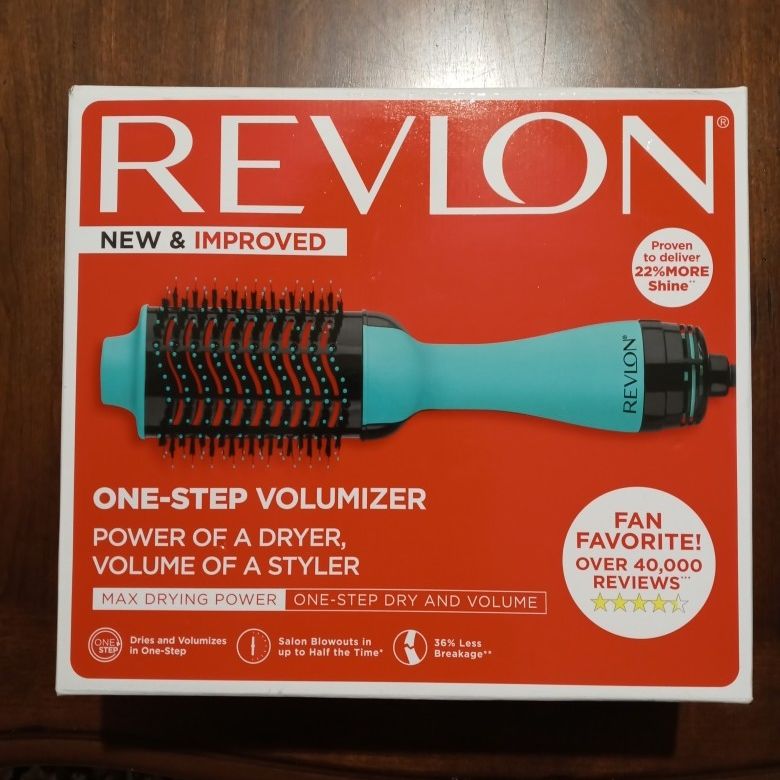 REVLON®
NEW & IMPROVED
Proven
to deliver
22%MORE
Shine**
REVLON®
ONE-STEP VOLUMIZER
POWER OF A DRYER,
VOLUME OF A STYLER
MAX DRYING POWER ONE-STEP DRY AND VOLUME
FAN
FAVORITE!
OVER 40,000
REVIEWS***
ONE
STEP
Dries and Volumizes
in One-Step
Salon Blowouts in
up to Half the Time*
36% Less
Breakage**